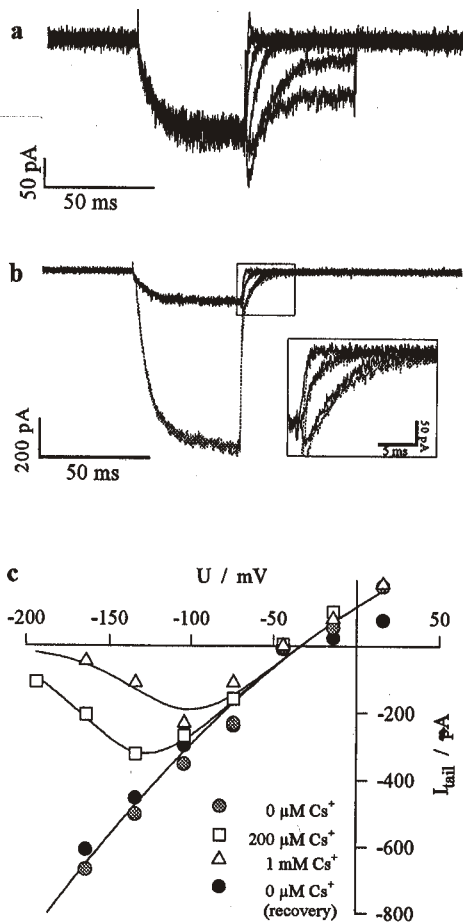 a
50 pA
50 ms
b
200 pA
50 ms
50 pA
5 ms
c
U / mV
-200 -150 -100 -50 50
-200
-400
-600
-800
I_tail / pA
0 µM Cs⁺
200 µM Cs⁺
1 mM Cs⁺
0 µM Cs⁺
(recovery)